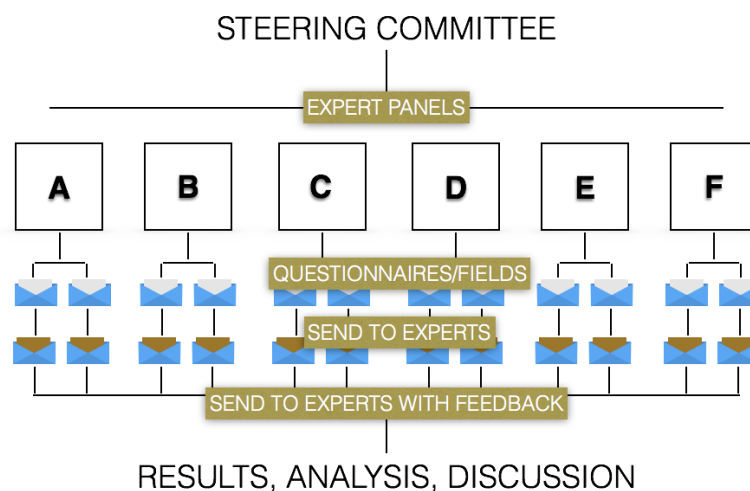 STEERING COMMITTEE
EXPERT PANELS
A B C D E F
QUESTIONNAIRES/FIELDS
SEND TO EXPERTS
SEND TO EXPERTS WITH FEEDBACK
RESULTS, ANALYSIS, DISCUSSION